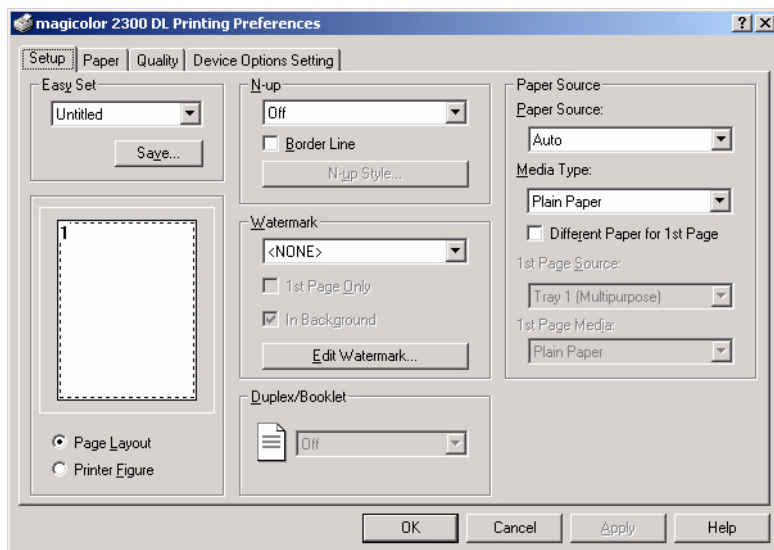 magicolor 2300 DL Printing Preferences
Setup
Paper
Quality
Device Options Setting
Easy Set
Untitled
Save...
1
Page Layout
Printer Figure
N-up
Off
Border Line
N-up Style...
Watermark
<NONE>
1st Page Only
In Background
Edit Watermark...
Duplex/Booklet
Off
Paper Source
Paper Source:
Auto
Media Type:
Plain Paper
Different Paper for 1st Page
1st Page Source:
Tray 1 (Multipurpose)
1st Page Media:
Plain Paper
OK
Cancel
Apply
Help